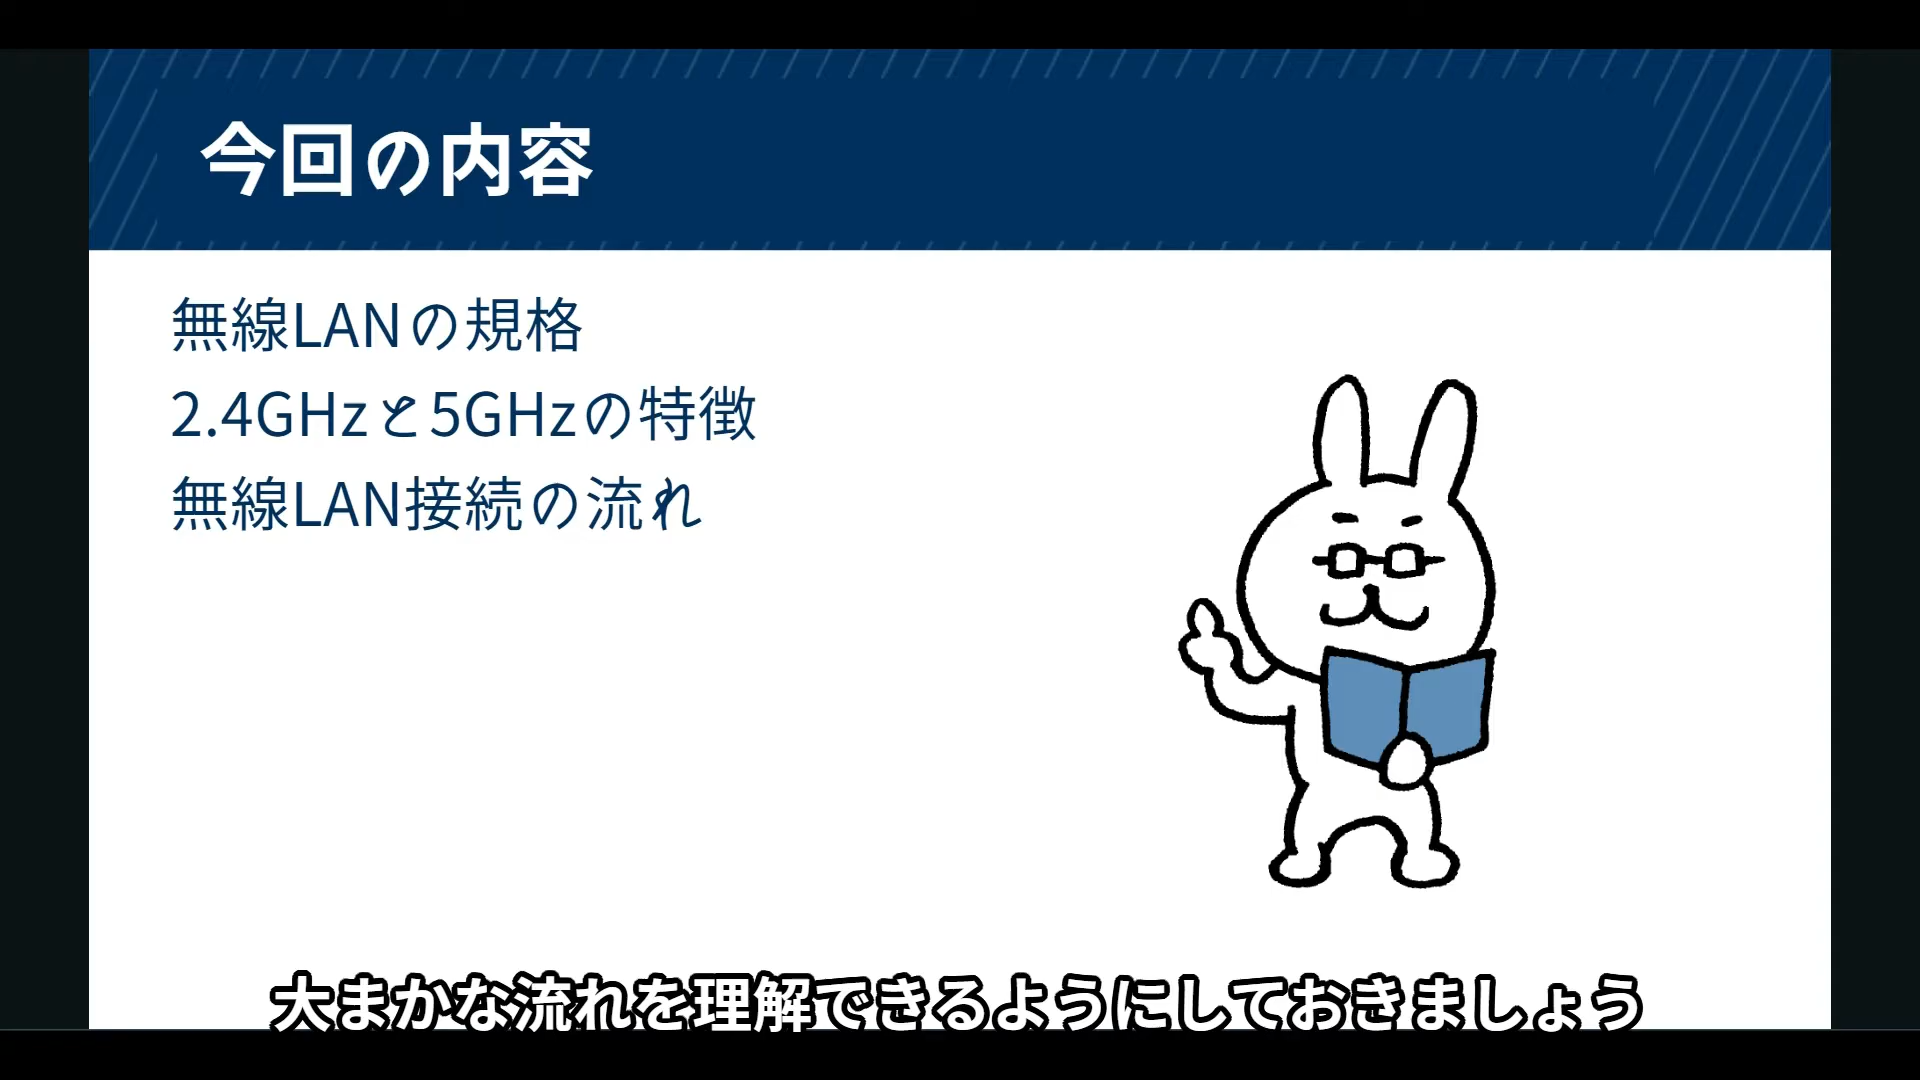 今回の内容
無線LANの規格
2.4GHzと5GHzの特徴
無線LAN接続の流れ
大まかな流れを理解できるようにしておきましょう